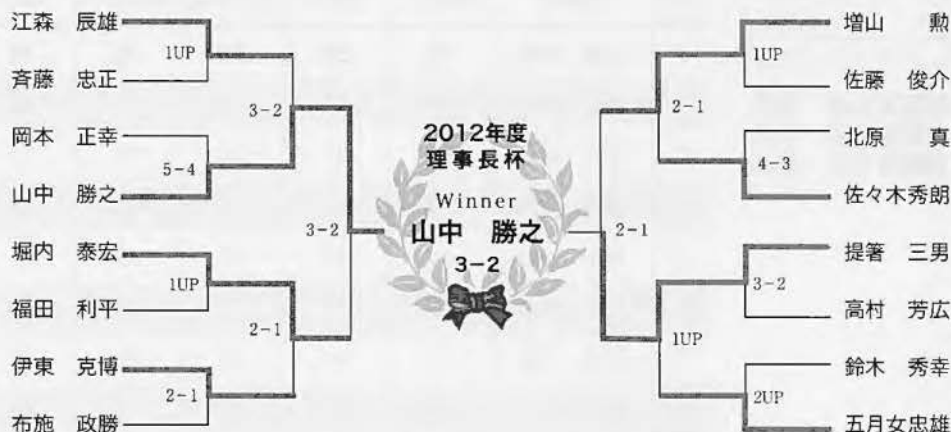 江森　辰雄
1UP
斉藤　忠正
3-2
岡本　正幸
5-4
山中　勝之
3-2
堀内　泰宏
1UP
福田　利平
2-1
伊東　克博
2-1
布施　政勝
2012年度
理事長杯
Winner
山中　勝之
3-2
増山　勲
1UP
佐藤　俊介
2-1
北原　真
4-3
佐々木秀朗
2-1
提箸　三男
3-2
高村　芳広
1UP
鈴木　秀幸
2UP
五月女忠雄